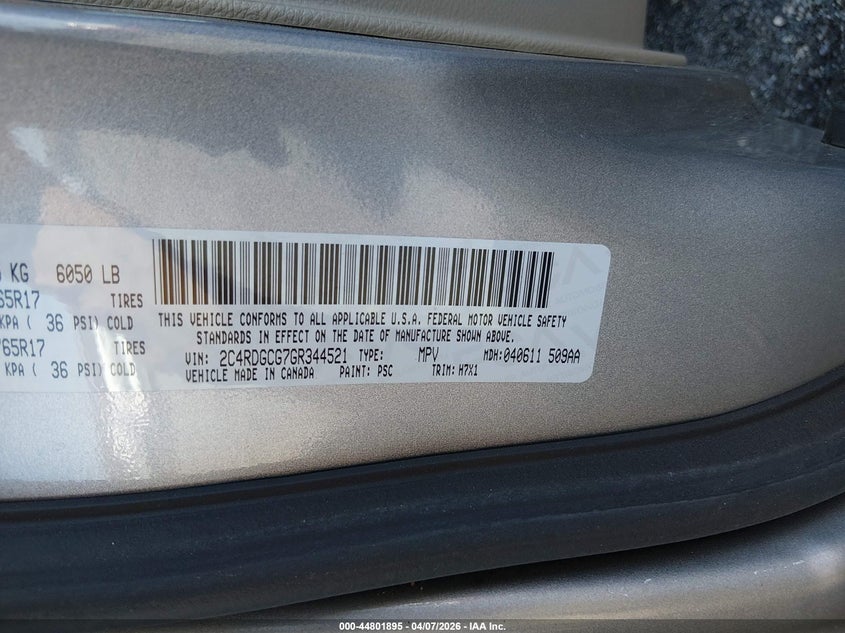 KG 6050 LB
65R17 TIRES
KPA ( 36 PSI) COLD
65R17 TIRES
KPA ( 36 PSI) COLD
THIS VEHICLE CONFORMS TO ALL APPLICABLE U.S.A. FEDERAL MOTOR VEHICLE SAFETY
STANDARDS IN EFFECT ON THE DATE OF MANUFACTURE SHOWN ABOVE.
VIN: 2C4RDGCG7GR344521 TYPE: MPV MDH: 040611 509AA
VEHICLE MADE IN CANADA PAINT: PSC TRIM: H7X1
000-44801895 - 04/07/2026 - © IAA Inc.